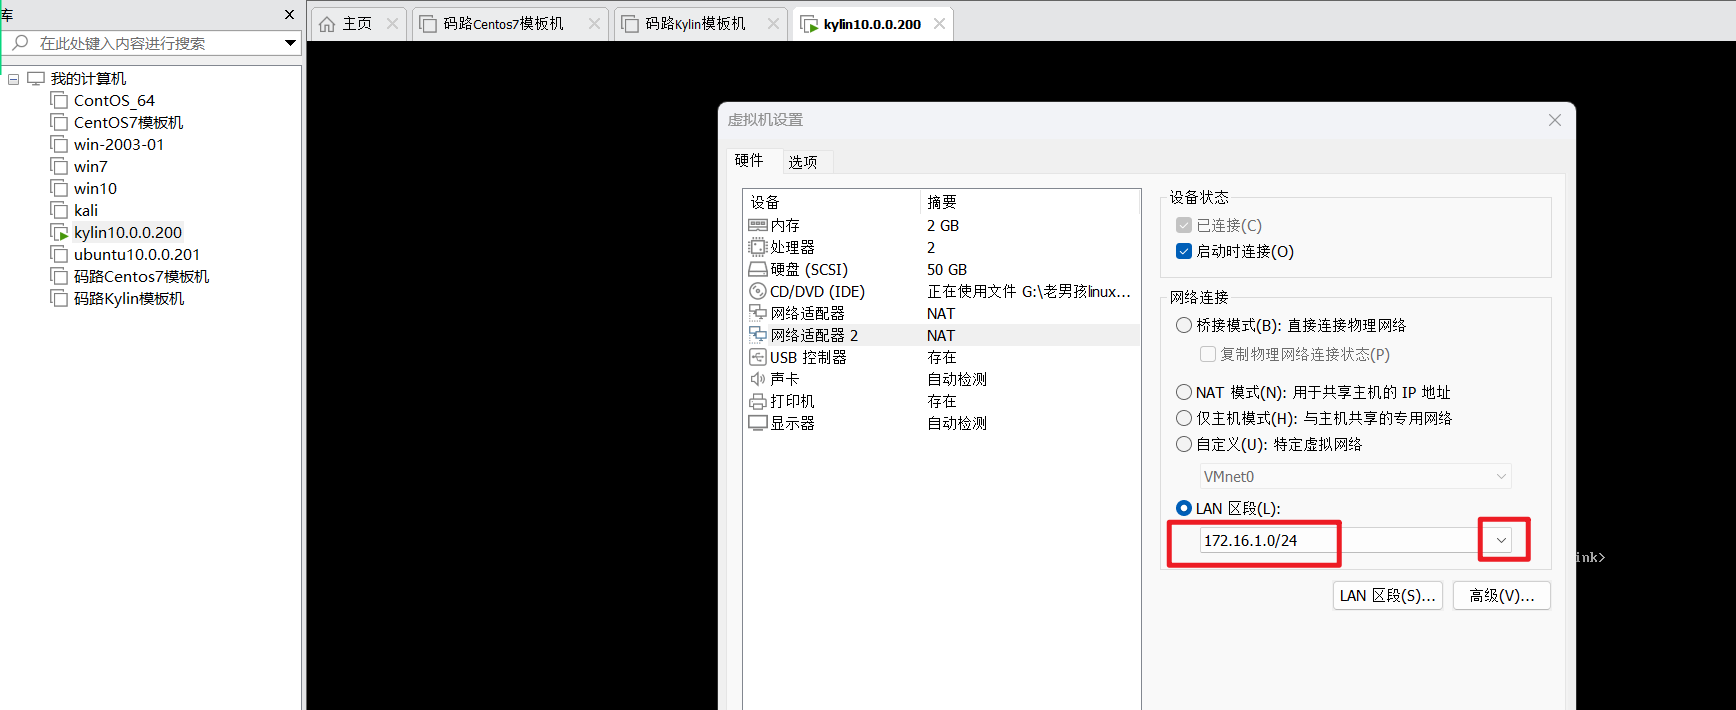 库
在此处键入内容进行搜索
我的计算机
ContOS_64
CentOS7模板机
win-2003-01
win7
win10
kali
kylin10.0.0.200
ubuntu10.0.0.201
码路Centos7模板机
码路Kylin模板机
主页
码路Centos7模板机
码路Kylin模板机
kylin10.0.0.200
虚拟机设置
硬件 选项
设备 摘要
内存 2 GB
处理器 2
硬盘 (SCSI) 50 GB
CD/DVD (IDE) 正在使用文件 G:\老男孩linux...
网络适配器 NAT
网络适配器 2 NAT
USB 控制器 存在
声卡 自动检测
打印机 存在
显示器 自动检测
设备状态
已连接(C)
启动时连接(O)
网络连接
桥接模式(B): 直接连接物理网络
复制物理网络连接状态(P)
NAT 模式(N): 用于共享主机的 IP 地址
仅主机模式(H): 与主机共享的专用网络
自定义(U): 特定虚拟网络
VMnet0
LAN 区段(L):
172.16.1.0/24
LAN 区段(S)... 高级(V)...
ink>